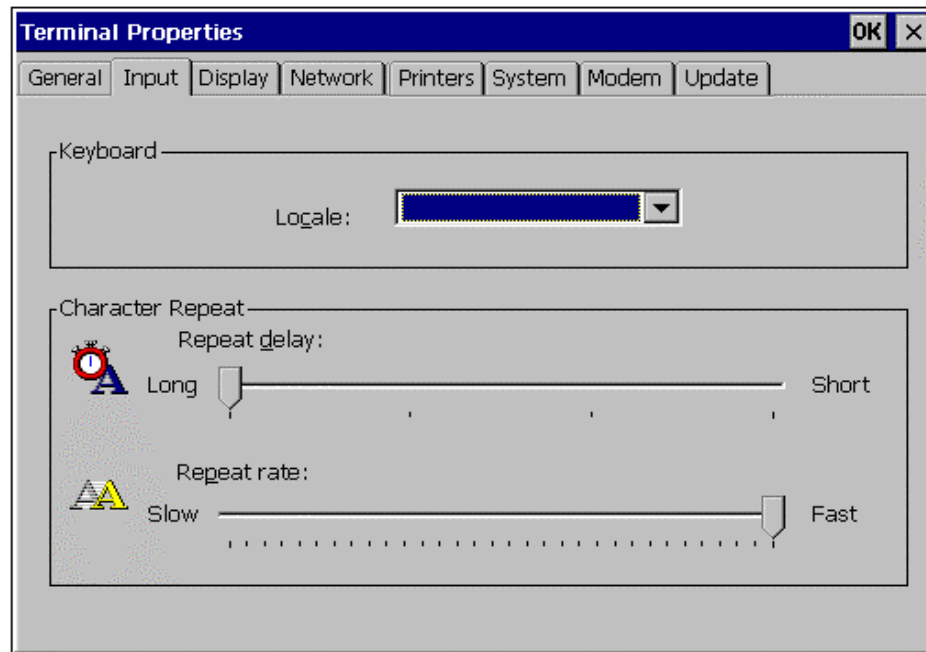 Terminal Properties OK ×
General Input Display Network Printers System Modem Update
Keyboard
Locale:
Character Repeat
Repeat delay:
Long Short
Repeat rate:
Slow Fast